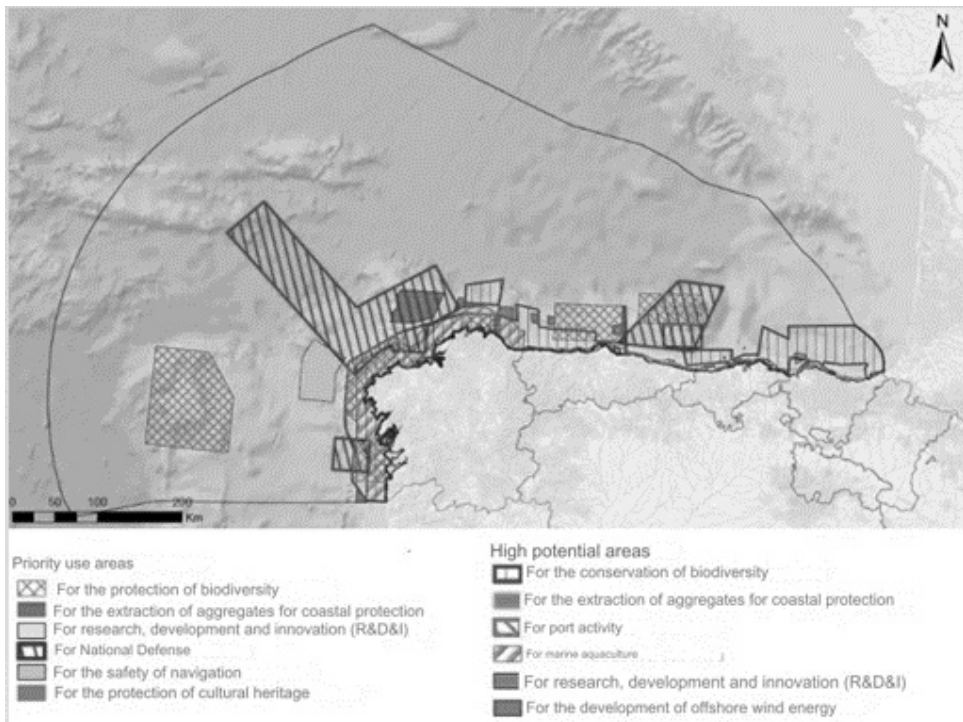 N
0 50 100 200
Km
Priority use areas
For the protection of biodiversity
For the extraction of aggregates for coastal protection
For research, development and innovation (R&D&I)
For National Defense
For the safety of navigation
For the protection of cultural heritage
High potential areas
For the conservation of biodiversity
For the extraction of aggregates for coastal protection
For port activity
For marine aquaculture
For research, development and innovation (R&D&I)
For the development of offshore wind energy